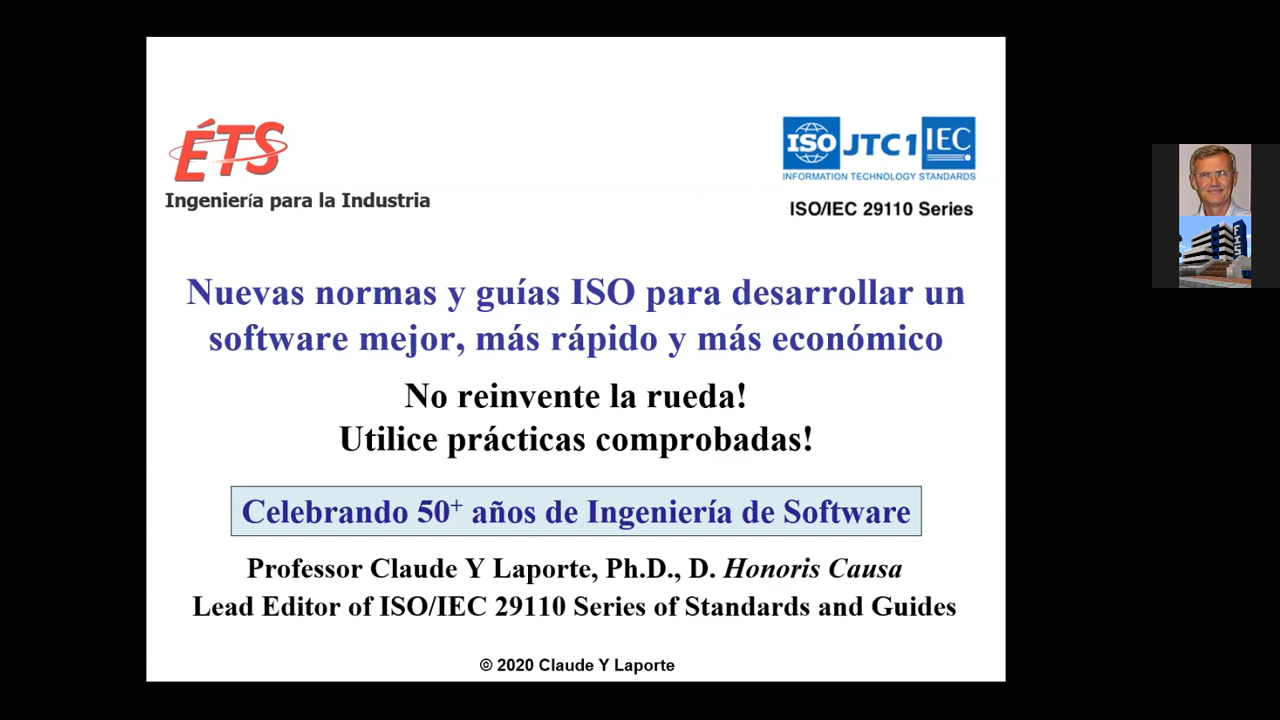 ÉTS
Ingeniería para la Industria
ISO JTC1 IEC
INFORMATION TECHNOLOGY STANDARDS
ISO/IEC 29110 Series
Nuevas normas y guías ISO para desarrollar un
software mejor, más rápido y más económico
No reinvente la rueda!
Utilice prácticas comprobadas!
Celebrando 50+ años de Ingeniería de Software
Professor Claude Y Laporte, Ph.D., D. Honoris Causa
Lead Editor of ISO/IEC 29110 Series of Standards and Guides
© 2020 Claude Y Laporte